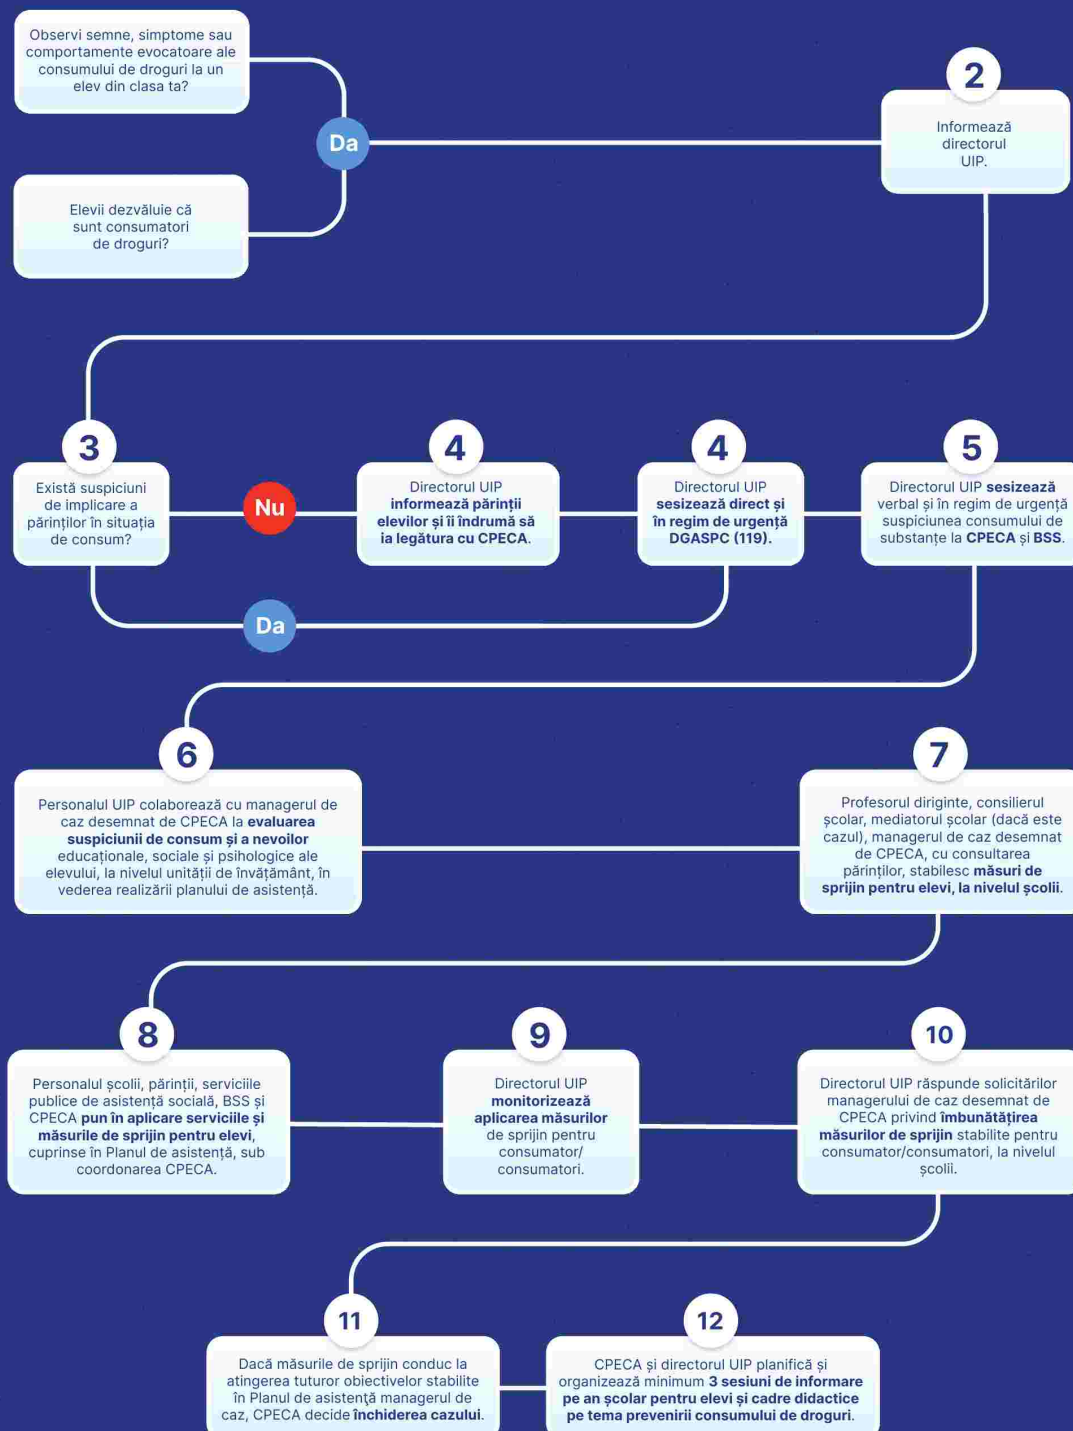 Observi semne, simptome sau
comportamente evocatoare ale
consumului de droguri la un
elev din clasa ta?
Da
2
Informează
directorul
UIP.
Elevii dezvăluie că
sunt consumatori
de droguri?
3
Există suspiciuni
de implicare a
părinților în situația
de consum?
Nu
4
Directorul UIP
informează părinții
elevilor și îi îndrumă să
ia legătura cu CPECA.
4
Directorul UIP
sesizează direct și
în regim de urgență
DGASPC (119).
5
Directorul UIP sesizează
verbal și în regim de urgență
suspiciunea consumului de
substanțe la CPECA și BSS.
Da
6
Personalul UIP colaborează cu managerul de
caz desemnat de CPECA la evaluarea
suspiciunii de consum și a nevoilor
educaționale, sociale și psihologice ale
elevului, la nivelul unității de învățământ, în
vederea realizării planului de asistență.
7
Profesorul diriginte, consilierul
școlar, mediatorul școlar (dacă este
cazul), managerul de caz desemnat
de CPECA, cu consultarea
părinților, stabilesc măsuri de
sprijin pentru elevi, la nivelul școlii.
8
Personalul școlii, părinții, serviciile
publice de asistență socială, BSS și
CPECA pun în aplicare serviciile și
măsurile de sprijin pentru elevi,
cuprinse în Planul de asistență, sub
coordonarea CPECA.
9
Directorul UIP
monitorizează
aplicarea măsurilor
de sprijin pentru
consumator/
consumatori.
10
Directorul UIP răspunde solicitărilor
managerului de caz desemnat de
CPECA privind îmbunătățirea
măsurilor de sprijin stabilite pentru
consumator/consumatori, la nivelul
școlii.
11
Dacă măsurile de sprijin conduc la
atingerea tuturor obiectivelor stabilite
în Planul de asistență managerul de
caz, CPECA decide închiderea cazului.
12
CPECA și directorul UIP planifică și
organizează minimum 3 sesiuni de informare
pe an școlar pentru elevi și cadre didactice
pe tema prevenirii consumului de droguri.